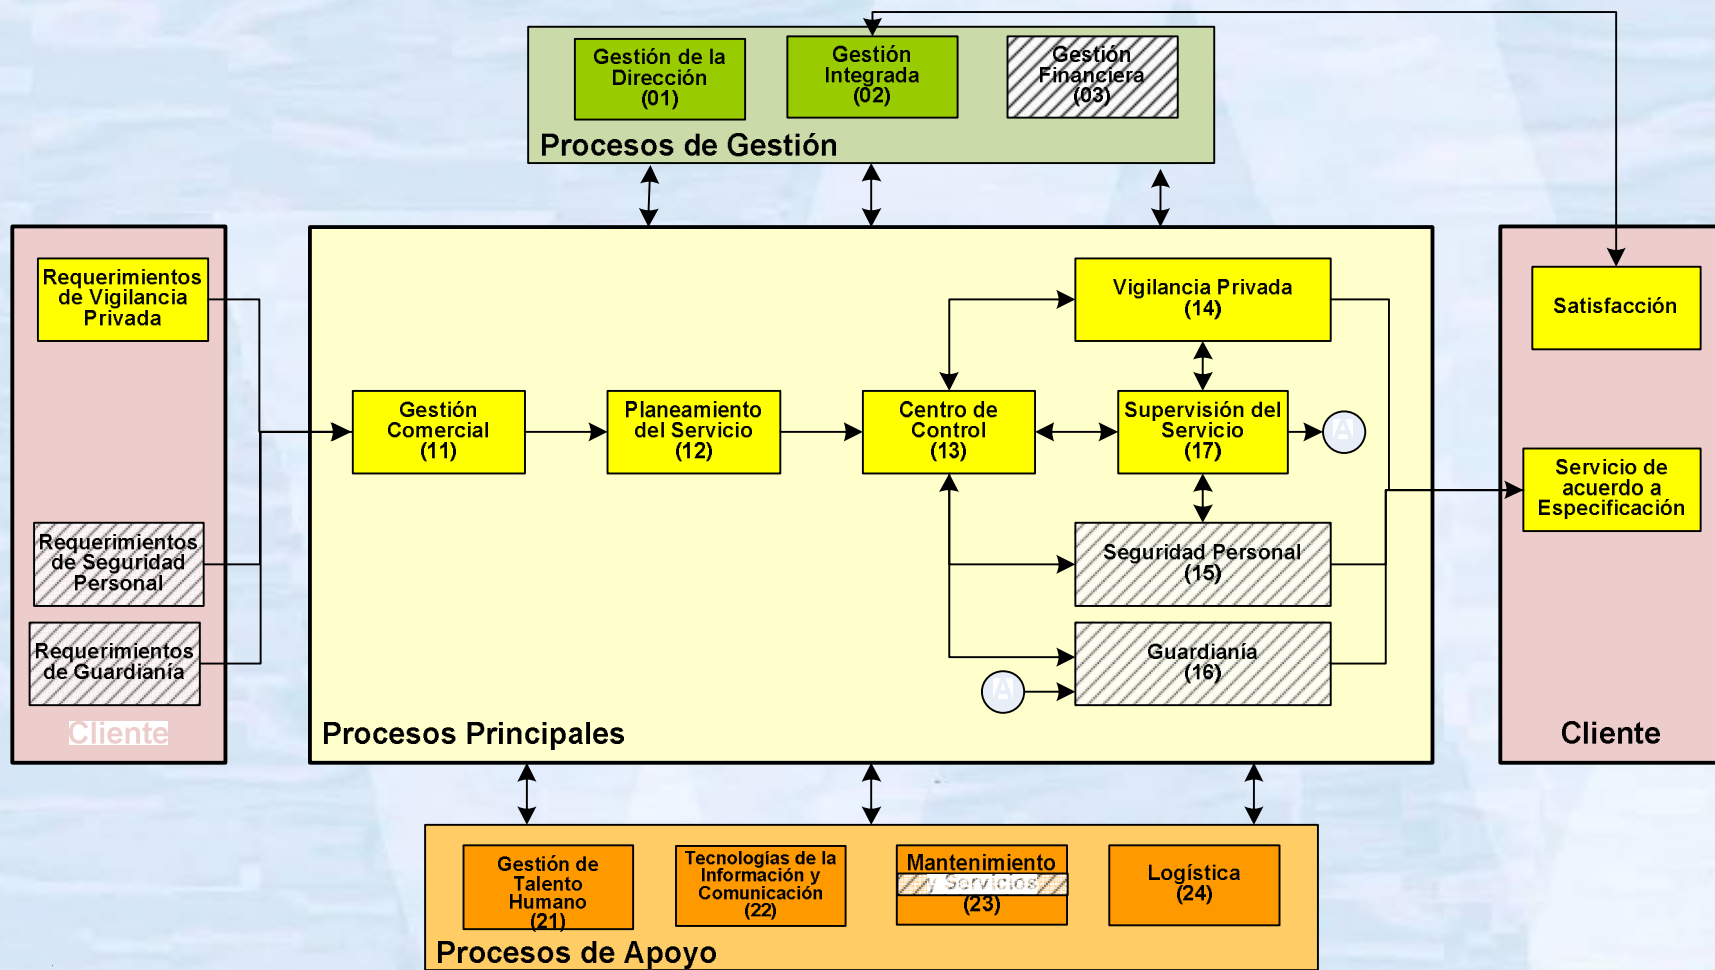 Gestión de la
Dirección
(01)
Gestión
Integrada
(02)
Gestión
Financiera
(03)
Procesos de Gestión
Requerimientos
de Vigilancia
Privada
Requerimientos
de Seguridad
Personal
Requerimientos
de Guardianía
Cliente
Gestión
Comercial
(11)
Planeamiento
del Servicio
(12)
Centro de
Control
(13)
Vigilancia Privada
(14)
Supervisión del
Servicio
(17)
A
Seguridad Personal
(15)
Guardianía
(16)
A
Procesos Principales
Satisfacción
Servicio de
acuerdo a
Especificación
Cliente
Gestión de
Talento
Humano
(21)
Tecnologías de la
Información y
Comunicación
(22)
Mantenimiento
y Servicios
(23)
Logística
(24)
Procesos de Apoyo